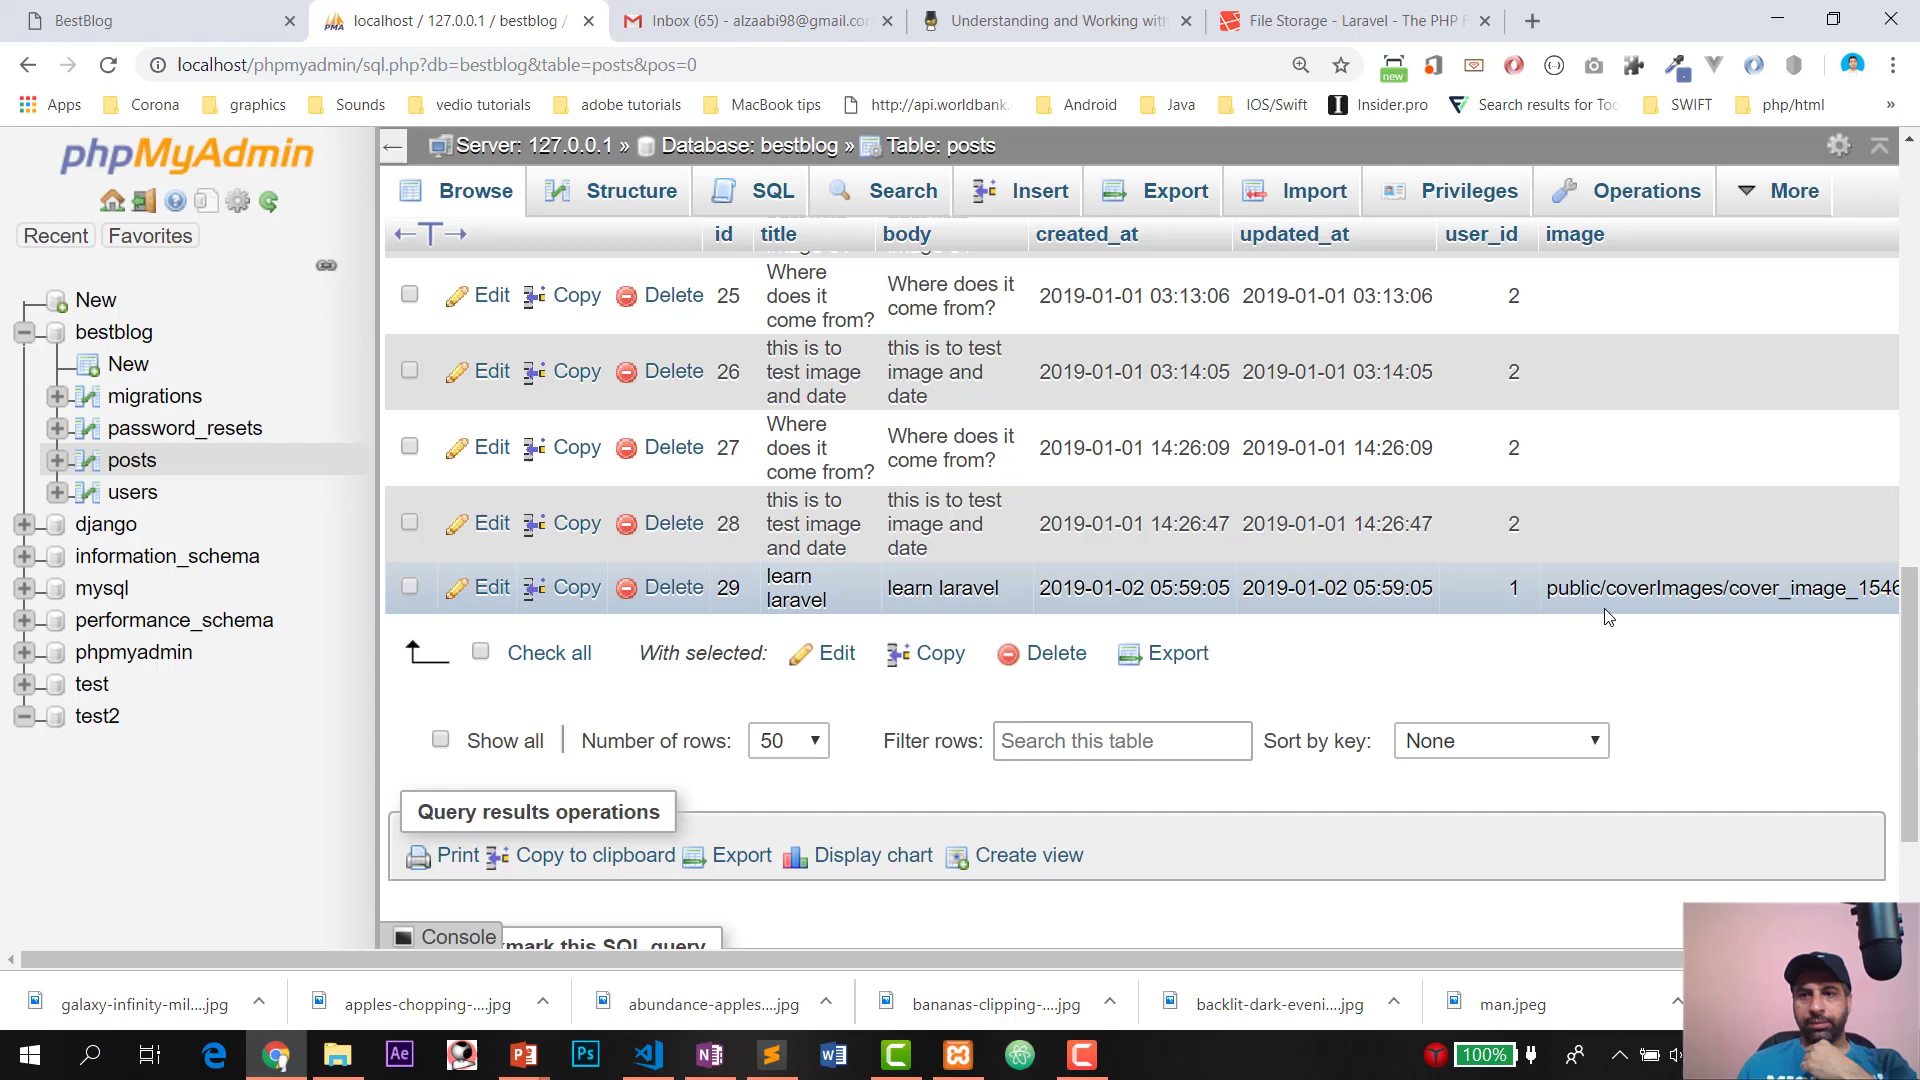 BestBlog
localhost / 127.0.0.1 / bestblog /
Inbox (65) - alzaabi98@gmail.co
Understanding and Working with
File Storage - Laravel - The PHP F
localhost/phpmyadmin/sql.php?db=bestblog&table=posts&pos=0
new
Apps
Corona
graphics
Sounds
vedio tutorials
adobe tutorials
MacBook tips
http://api.worldbank.
Android
Java
IOS/Swift
Insider.pro
Search results for Too
SWIFT
php/html
»
phpMyAdmin
Recent
Favorites
New
bestblog
New
migrations
password_resets
posts
users
django
information_schema
mysql
performance_schema
phpmyadmin
test
test2
Server: 127.0.0.1 » Database: bestblog » Table: posts
Browse Structure SQL Search Insert Export Import Privileges Operations More
id title body created_at updated_at user_id image
Edit Copy Delete 25 Where does it come from? Where does it come from? 2019-01-01 03:13:06 2019-01-01 03:13:06 2
Edit Copy Delete 26 this is to test image and date this is to test image and date 2019-01-01 03:14:05 2019-01-01 03:14:05 2
Edit Copy Delete 27 Where does it come from? Where does it come from? 2019-01-01 14:26:09 2019-01-01 14:26:09 2
Edit Copy Delete 28 this is to test image and date this is to test image and date 2019-01-01 14:26:47 2019-01-01 14:26:47 2
Edit Copy Delete 29 learn laravel learn laravel 2019-01-02 05:59:05 2019-01-02 05:59:05 1 public/coverImages/cover_image_1546
Check all With selected: Edit Copy Delete Export
Show all Number of rows: 50 Filter rows: Search this table Sort by key: None
Query results operations
Print Copy to clipboard Export Display chart Create view
Console
mark this SQL query
galaxy-infinity-mil....jpg
apples-chopping-....jpg
abundance-apples....jpg
bananas-clipping-....jpg
backlit-dark-eveni....jpg
man.jpeg
Ae
Ps
100%